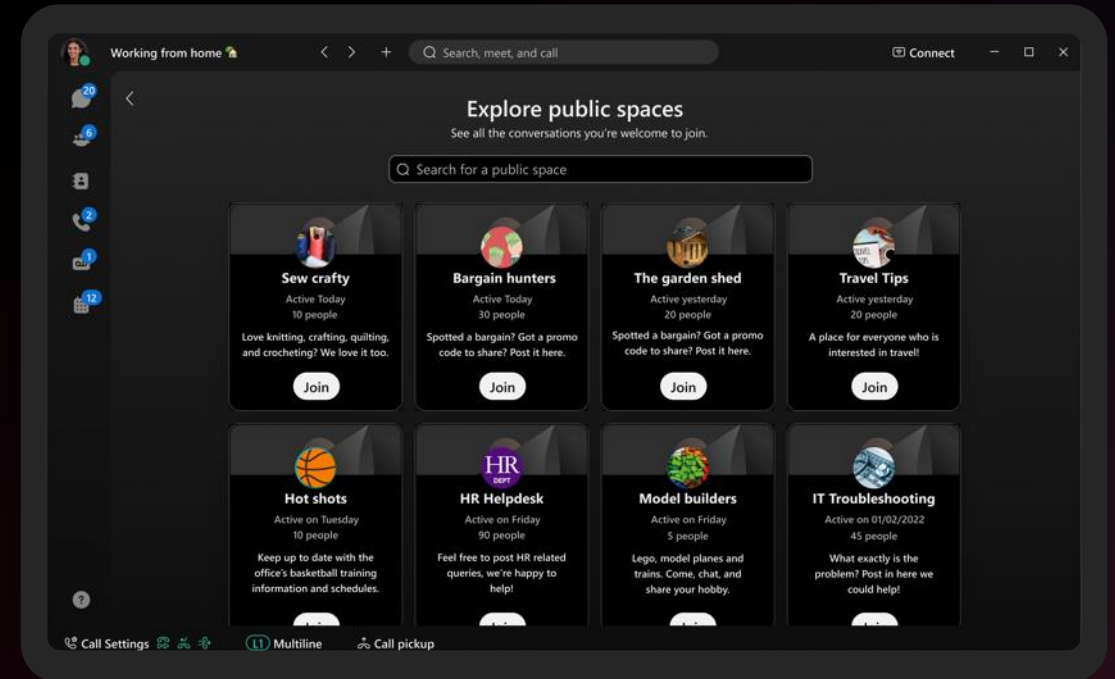 Working from home
Search, meet, and call
Connect
20
6
2
1
12
Explore public spaces
See all the conversations you're welcome to join.
Search for a public space
Sew crafty
Active Today
10 people
Love knitting, crafting, quilting,
and crocheting? We love it too.
Join
Bargain hunters
Active Today
30 people
Spotted a bargain? Got a promo
code to share? Post it here.
Join
The garden shed
Active yesterday
20 people
Spotted a bargain? Got a promo
code to share? Post it here.
Join
TRAVEL
TIPS
Travel Tips
Active yesterday
20 people
A place for everyone who is
interested in travel!
Join
Hot shots
Active on Tuesday
10 people
Keep up to date with the
office's basketball training
information and schedules.
HR
DEPT
HR Helpdesk
Active on Friday
90 people
Feel free to post HR related
queries, we're happy to
help!
Model builders
Active on Friday
5 people
Lego, model planes and
trains. Come, chat, and
share your hobby.
IT Troubleshooting
Active on 01/02/2022
45 people
What exactly is the
problem? Post in here we
could help!
?
Call Settings
L1 Multiline
Call pickup